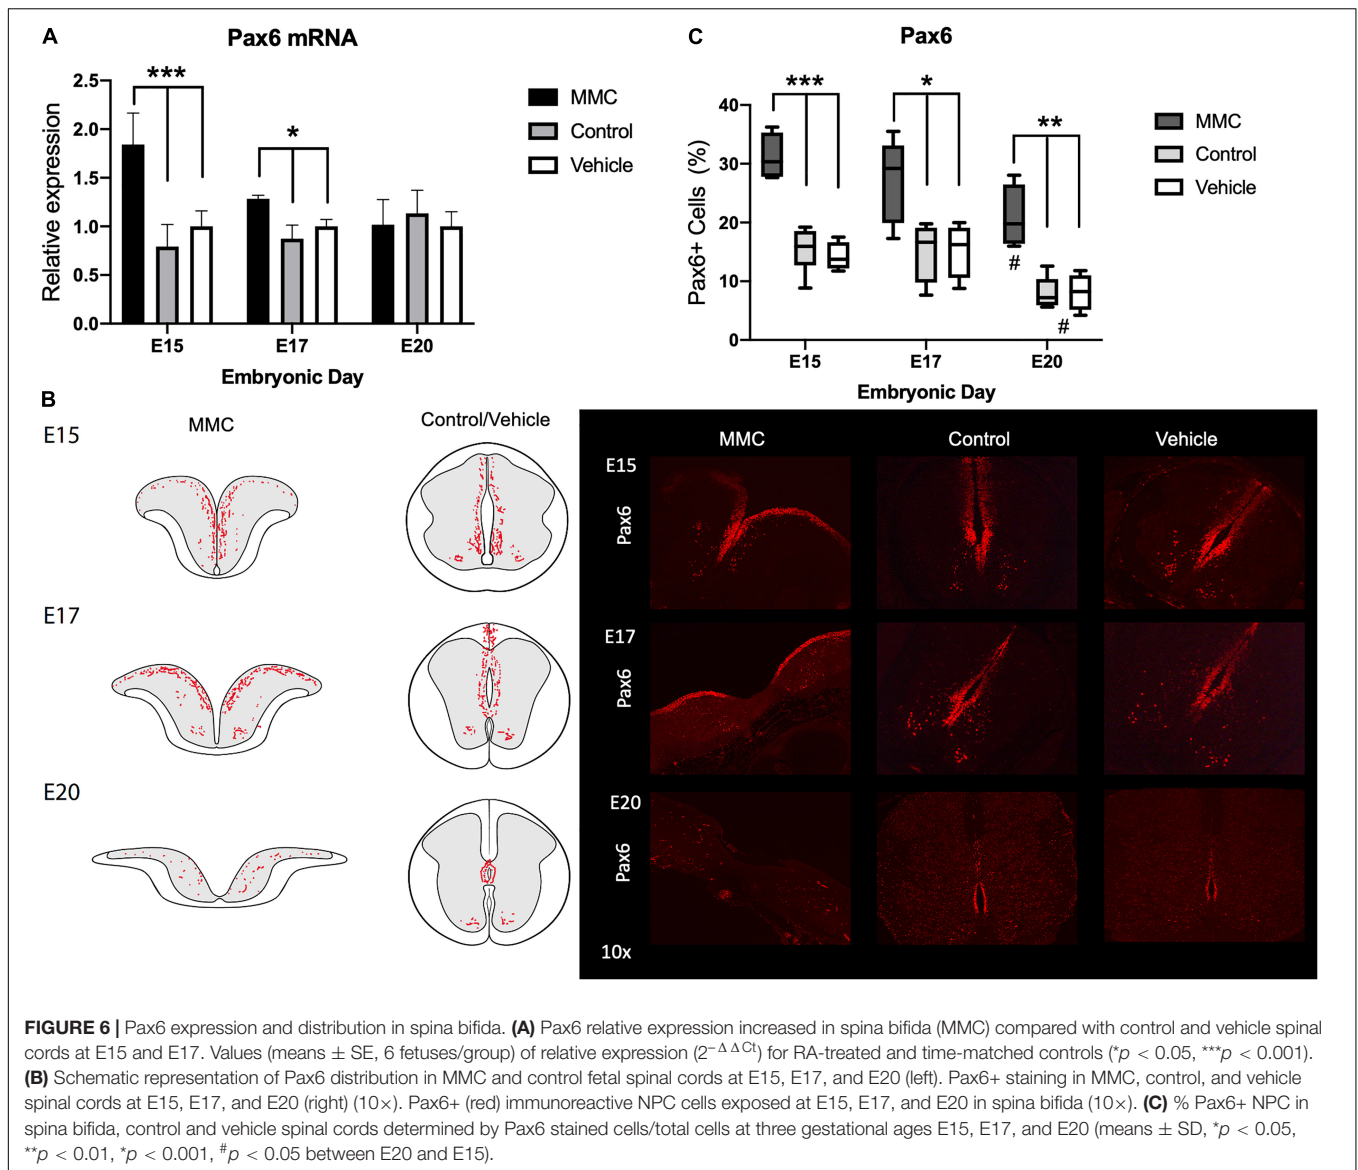 A
Pax6 mRNA
Relative expression
2.5
2.0
1.5
1.0
0.5
0.0
***
*
E15
E17
E20
Embryonic Day
MMC
Control
Vehicle
C
Pax6
Pax6+ Cells (%)
40
30
20
10
0
***
*
**
#
#
E15
E17
E20
Embryonic Day
MMC
Control
Vehicle
B
MMC
Control/Vehicle
E15
E17
E20
MMC
Control
Vehicle
E15
Pax6
E17
Pax6
E20
Pax6
10x
FIGURE 6 | Pax6 expression and distribution in spina bifida. (A) Pax6 relative expression increased in spina bifida (MMC) compared with control and vehicle spinal
cords at E15 and E17. Values (means ± SE, 6 fetuses/group) of relative expression (2−ΔΔCt) for RA-treated and time-matched controls (*p < 0.05, ***p < 0.001).
(B) Schematic representation of Pax6 distribution in MMC and control fetal spinal cords at E15, E17, and E20 (left). Pax6+ staining in MMC, control, and vehicle
spinal cords at E15, E17, and E20 (right) (10×). Pax6+ (red) immunoreactive NPC cells exposed at E15, E17, and E20 in spina bifida (10×). (C) % Pax6+ NPC in
spina bifida, control and vehicle spinal cords determined by Pax6 stained cells/total cells at three gestational ages E15, E17, and E20 (means ± SD, *p < 0.05,
**p < 0.01, *p < 0.001, #p < 0.05 between E20 and E15).